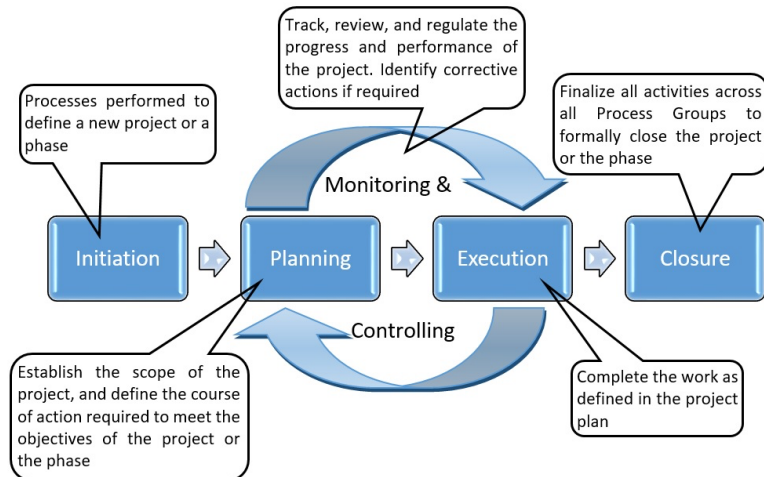 Track, review, and regulate the
progress and performance of
the project. Identify corrective
actions if required
Processes performed to
define a new project or a
phase
Finalize all activities across
all Process Groups to
formally close the project
or the phase
Monitoring &
Initiation
Planning
Execution
Closure
Controlling
Establish the scope of the
project, and define the course
of action required to meet the
objectives of the project or
the phase
Complete the work as
defined in the project
plan